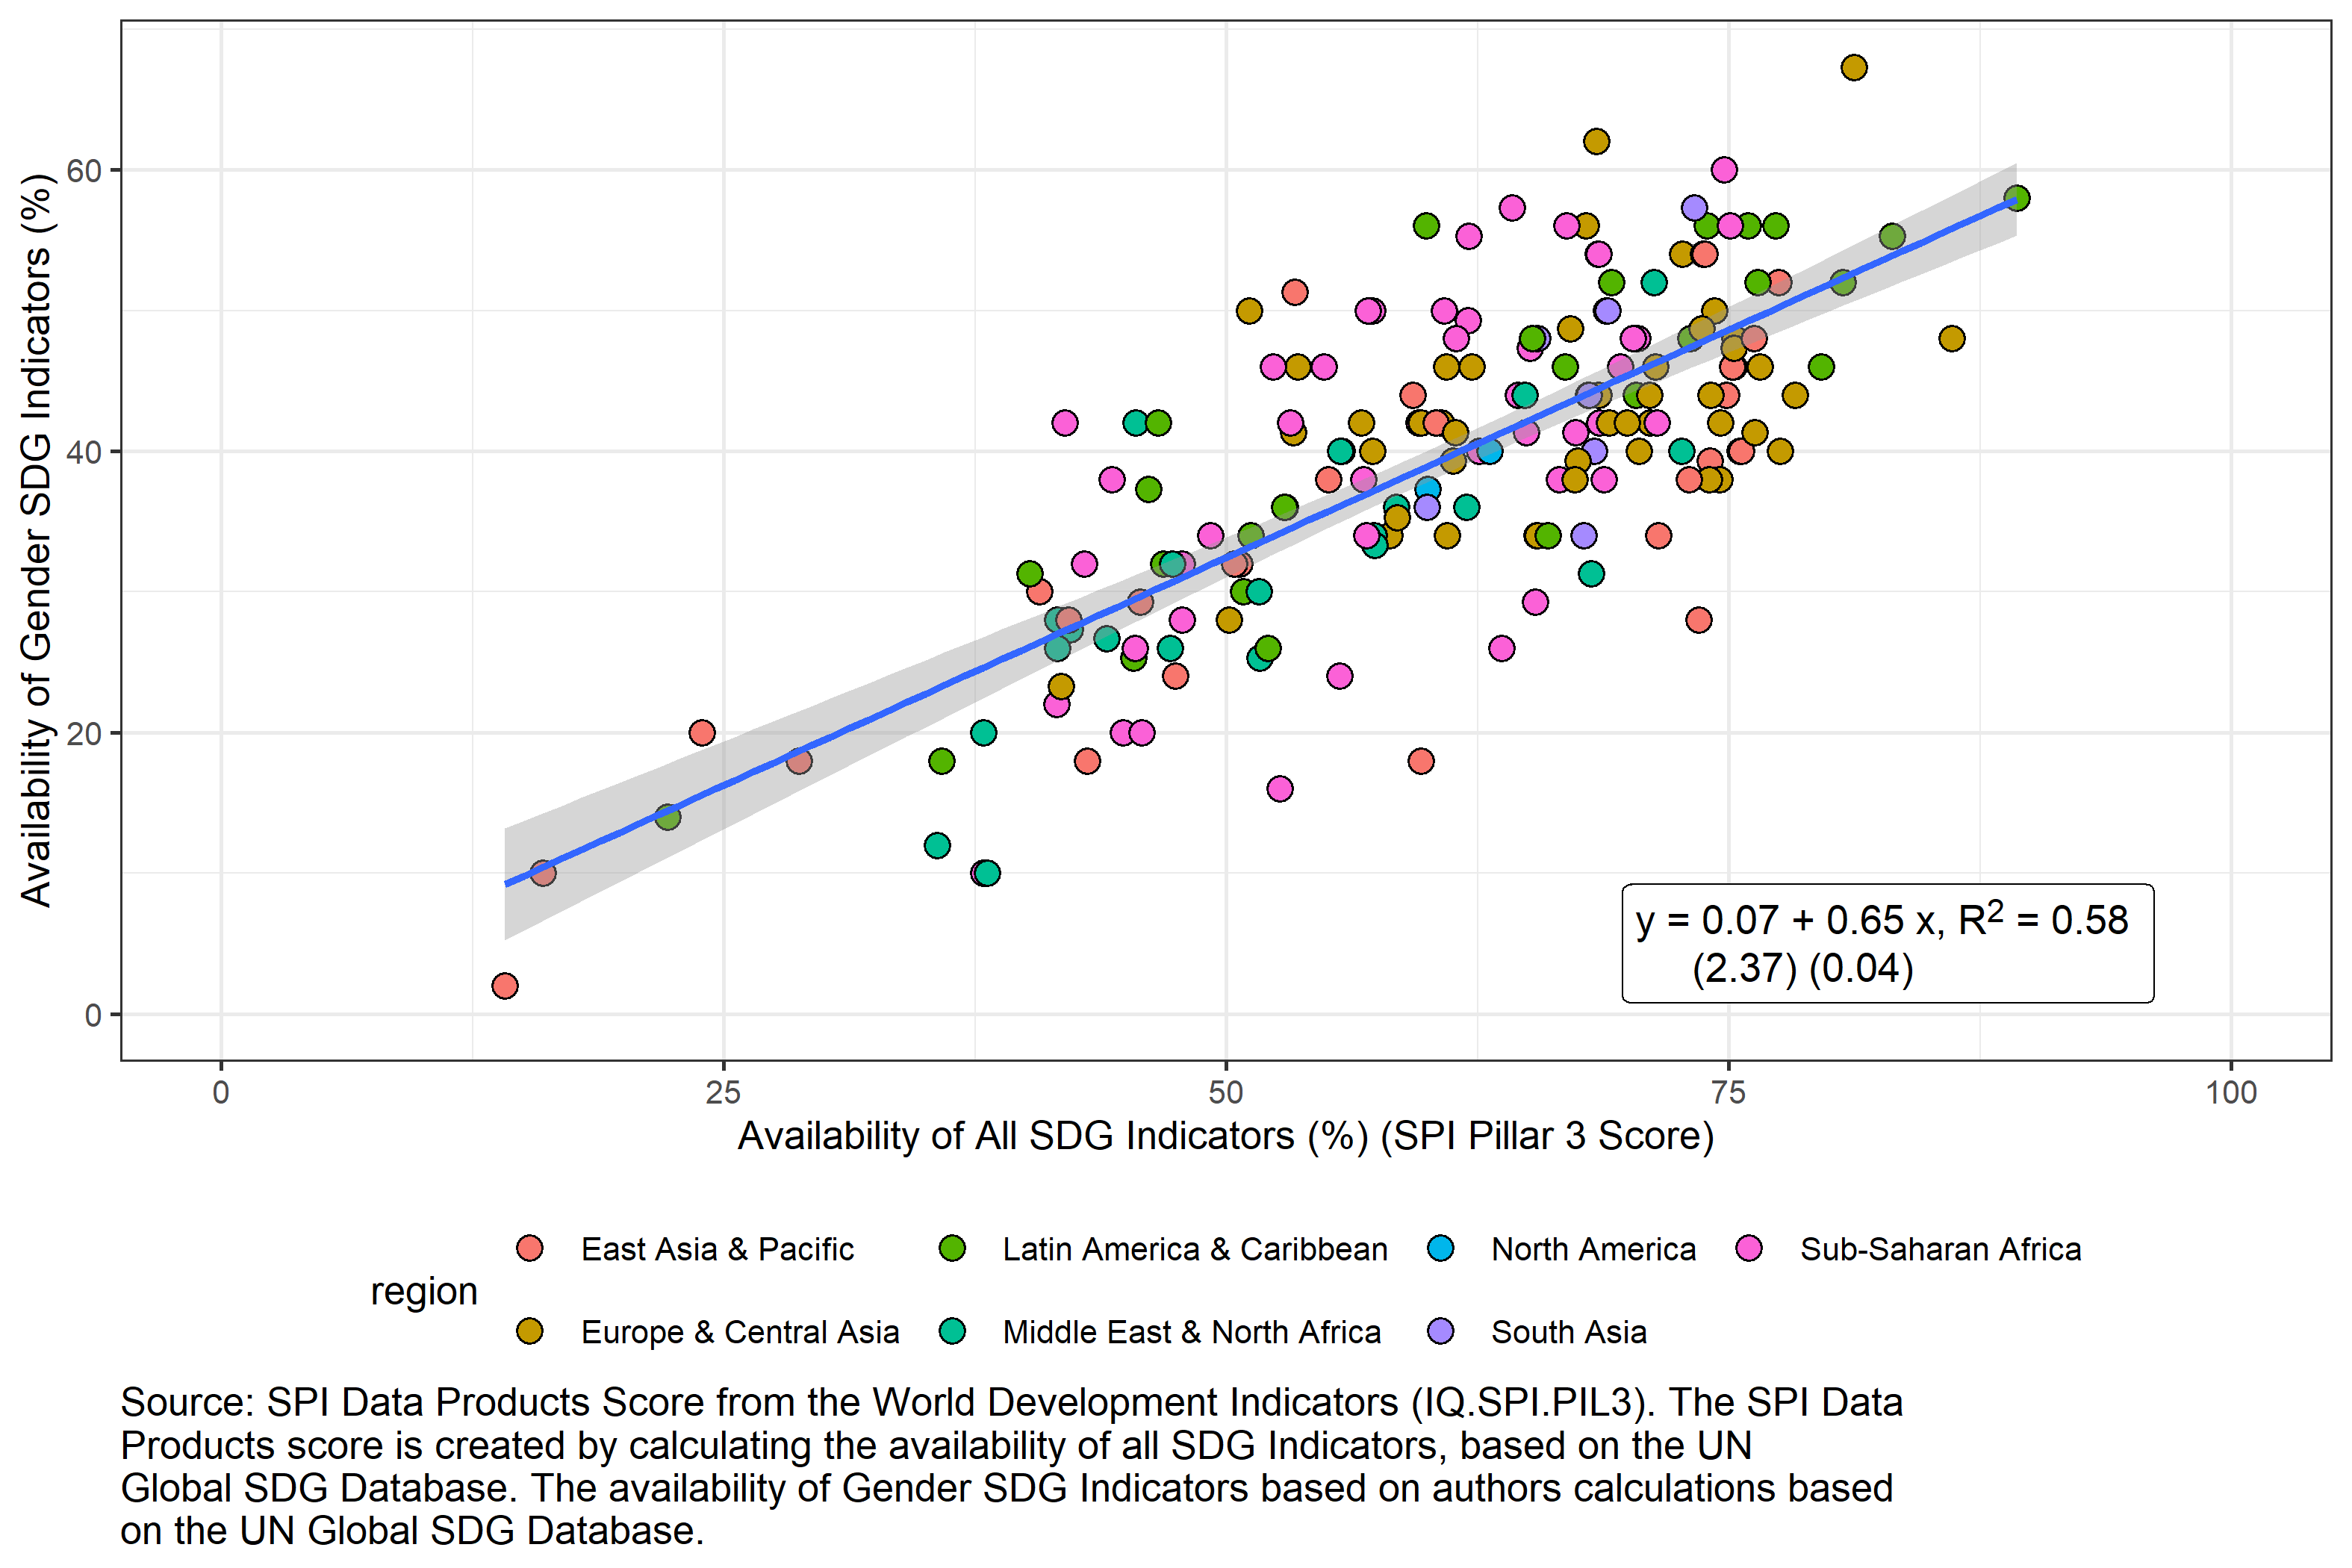 Availability of Gender SDG Indicators (%)
60
40
20
0
y = 0.07 + 0.65 x, R² = 0.58
(2.37) (0.04)
0 25 50 75 100
Availability of All SDG Indicators (%) (SPI Pillar 3 Score)
region
East Asia & Pacific Latin America & Caribbean North America Sub-Saharan Africa
Europe & Central Asia Middle East & North Africa South Asia
Source: SPI Data Products Score from the World Development Indicators (IQ.SPI.PIL3). The SPI Data
Products score is created by calculating the availability of all SDG Indicators, based on the UN
Global SDG Database. The availability of Gender SDG Indicators based on authors calculations based
on the UN Global SDG Database.